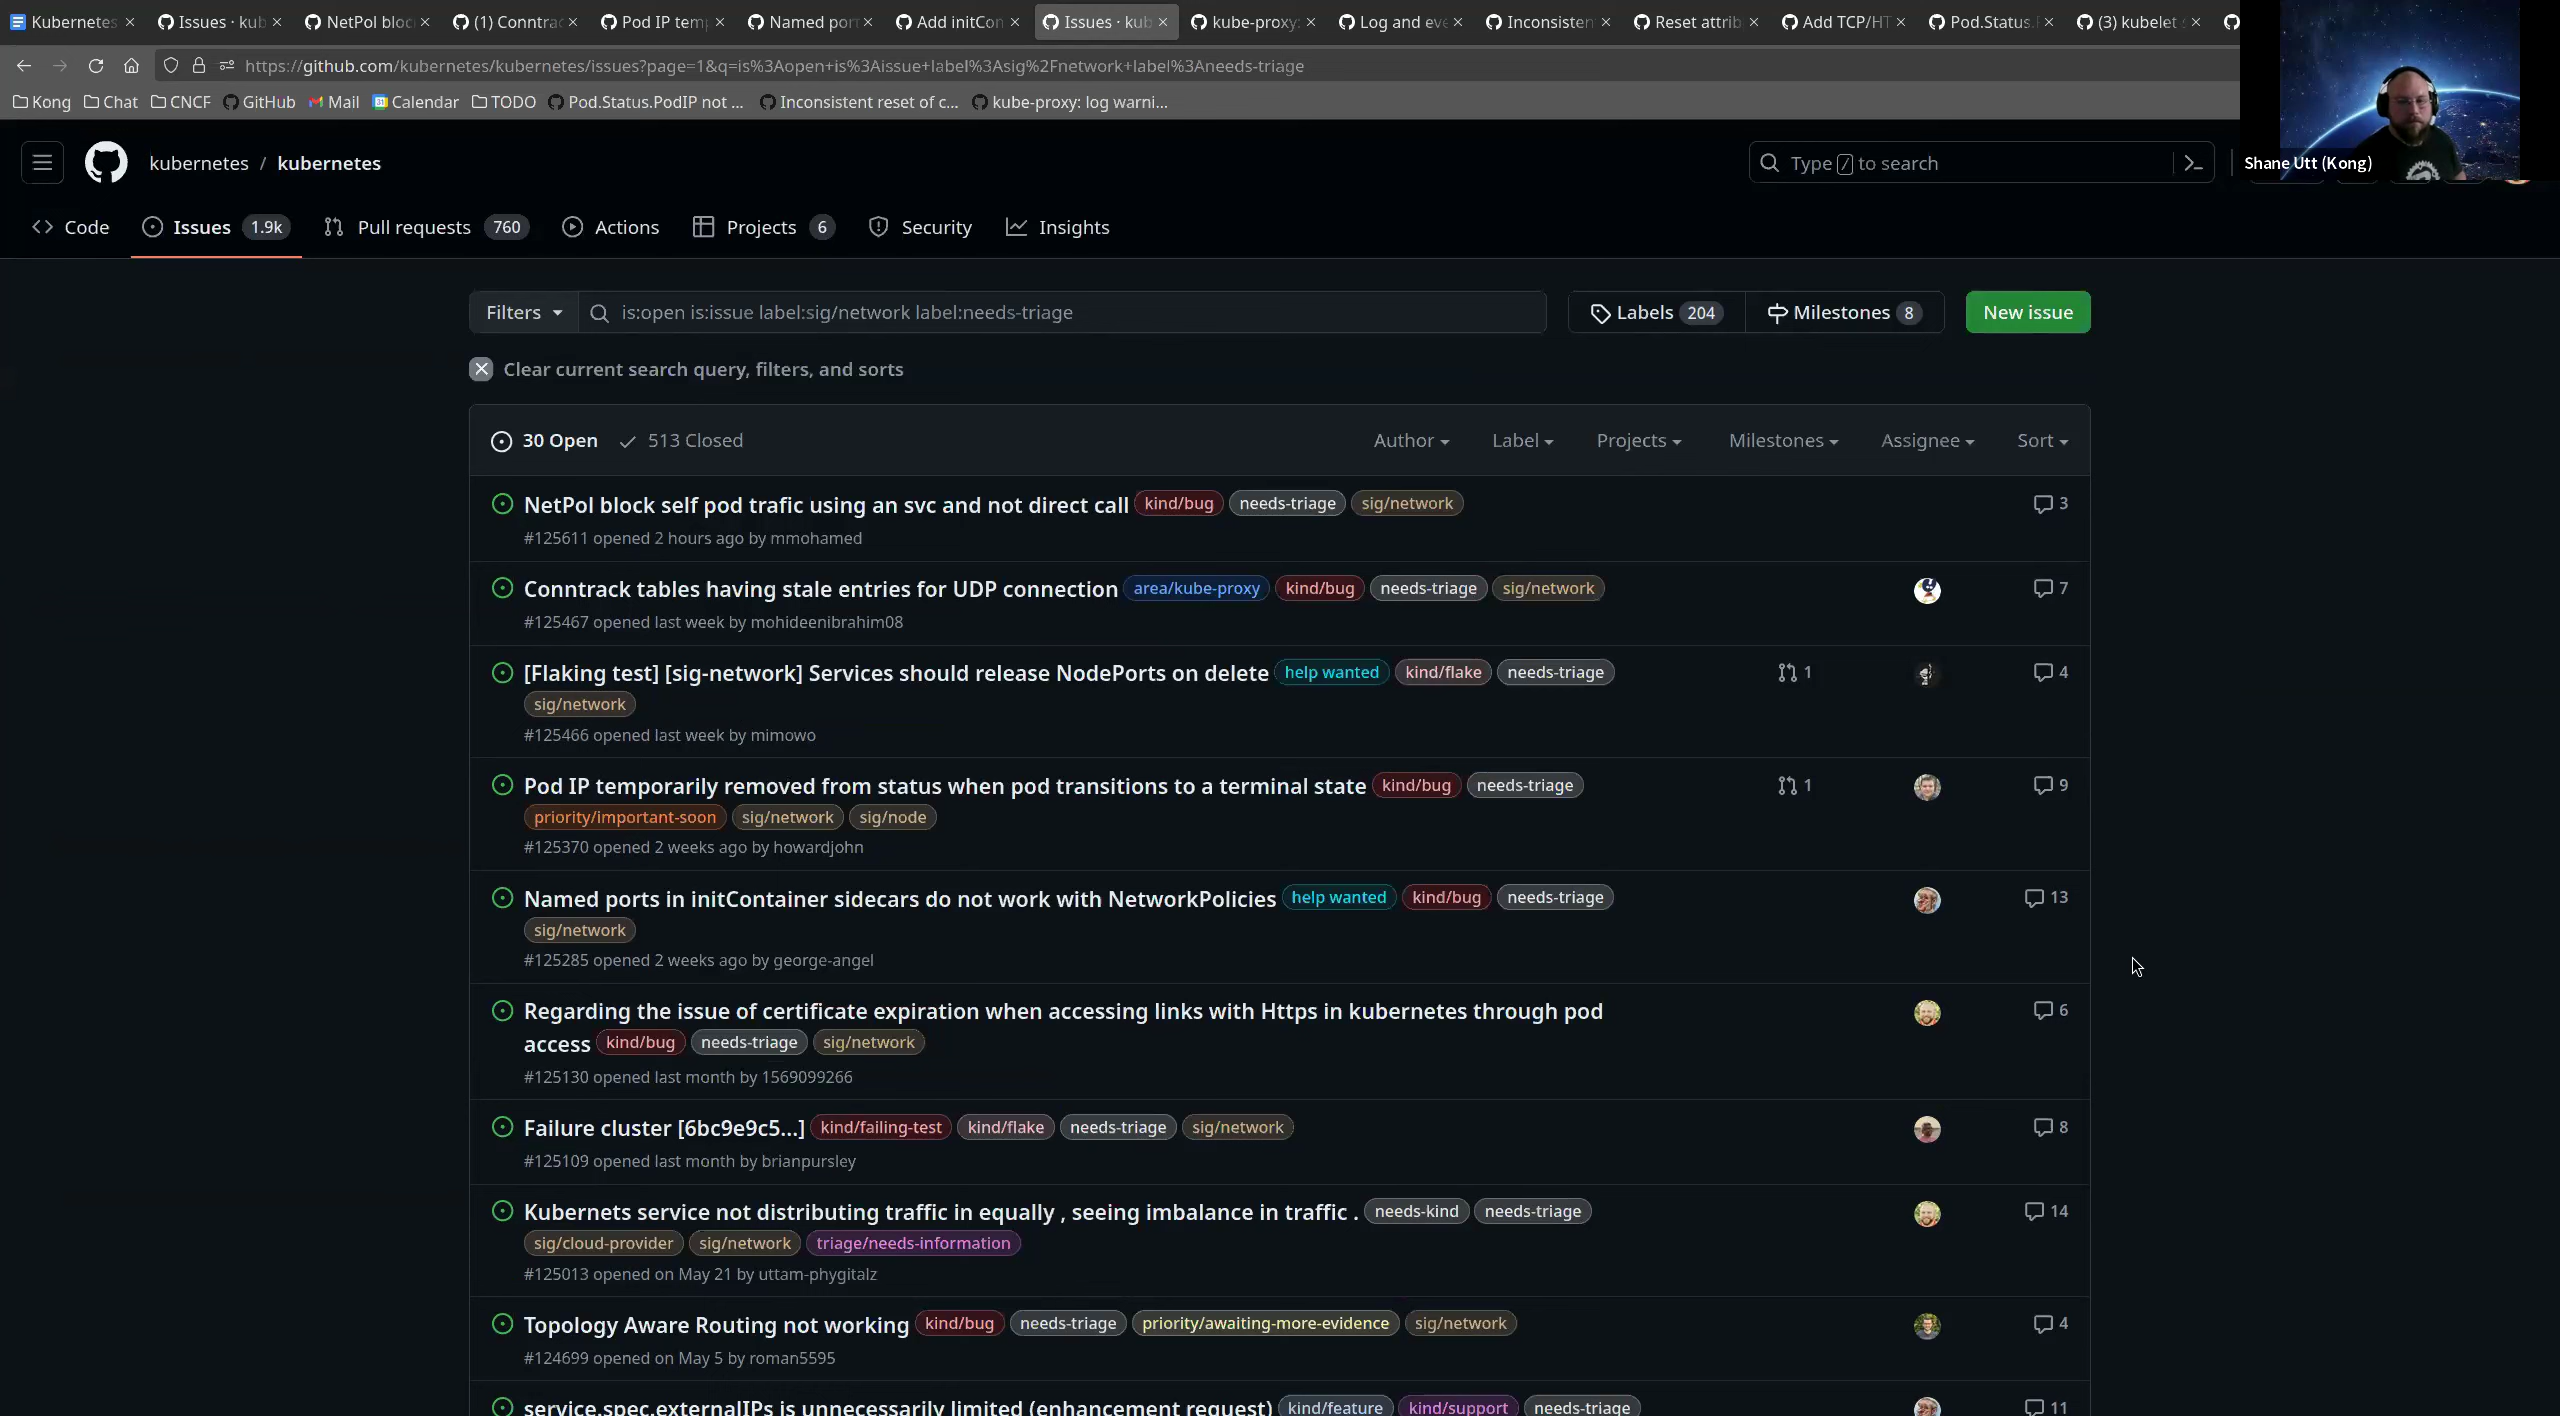 Kubernetes
Issues · kub
NetPol bloc
(1) Conntrac
Pod IP temp
Named por
Add initCon
Issues · kub
kube-proxy:
Log and eve
Inconsisten
Reset attrib
Add TCP/HT
Pod.Status.
(3) kubelet
https://github.com/kubernetes/kubernetes/issues?page=1&q=is%3Aopen+is%3Aissue+label%3Asig%2Fnetwork+label%3Aneeds-triage
Kong Chat CNCF GitHub Mail Calendar TODO Pod.Status.PodIP not ... Inconsistent reset of c... kube-proxy: log warni...
kubernetes / kubernetes
Type / to search
Shane Utt (Kong)
Code Issues 1.9k Pull requests 760 Actions Projects 6 Security Insights
Filters is:open is:issue label:sig/network label:needs-triage Labels 204 Milestones 8 New issue
Clear current search query, filters, and sorts
30 Open 513 Closed Author Label Projects Milestones Assignee Sort
NetPol block self pod trafic using an svc and not direct call kind/bug needs-triage sig/network 3
#125611 opened 2 hours ago by mmohamed
Conntrack tables having stale entries for UDP connection area/kube-proxy kind/bug needs-triage sig/network 7
#125467 opened last week by mohideenibrahim08
[Flaking test] [sig-network] Services should release NodePorts on delete help wanted kind/flake needs-triage 1 4
sig/network
#125466 opened last week by mimowo
Pod IP temporarily removed from status when pod transitions to a terminal state kind/bug needs-triage 1 9
priority/important-soon sig/network sig/node
#125370 opened 2 weeks ago by howardjohn
Named ports in initContainer sidecars do not work with NetworkPolicies help wanted kind/bug needs-triage 13
sig/network
#125285 opened 2 weeks ago by george-angel
Regarding the issue of certificate expiration when accessing links with Https in kubernetes through pod 6
access kind/bug needs-triage sig/network
#125130 opened last month by 1569099266
Failure cluster [6bc9e9c5...] kind/failing-test kind/flake needs-triage sig/network 8
#125109 opened last month by brianpursley
Kubernets service not distributing traffic in equally , seeing imbalance in traffic . needs-kind needs-triage 14
sig/cloud-provider sig/network triage/needs-information
#125013 opened on May 21 by uttam-phygitalz
Topology Aware Routing not working kind/bug needs-triage priority/awaiting-more-evidence sig/network 4
#124699 opened on May 5 by roman5595
service.spec.externalIPs is unnecessarily limited (enhancement request) kind/feature kind/support needs-triage 11